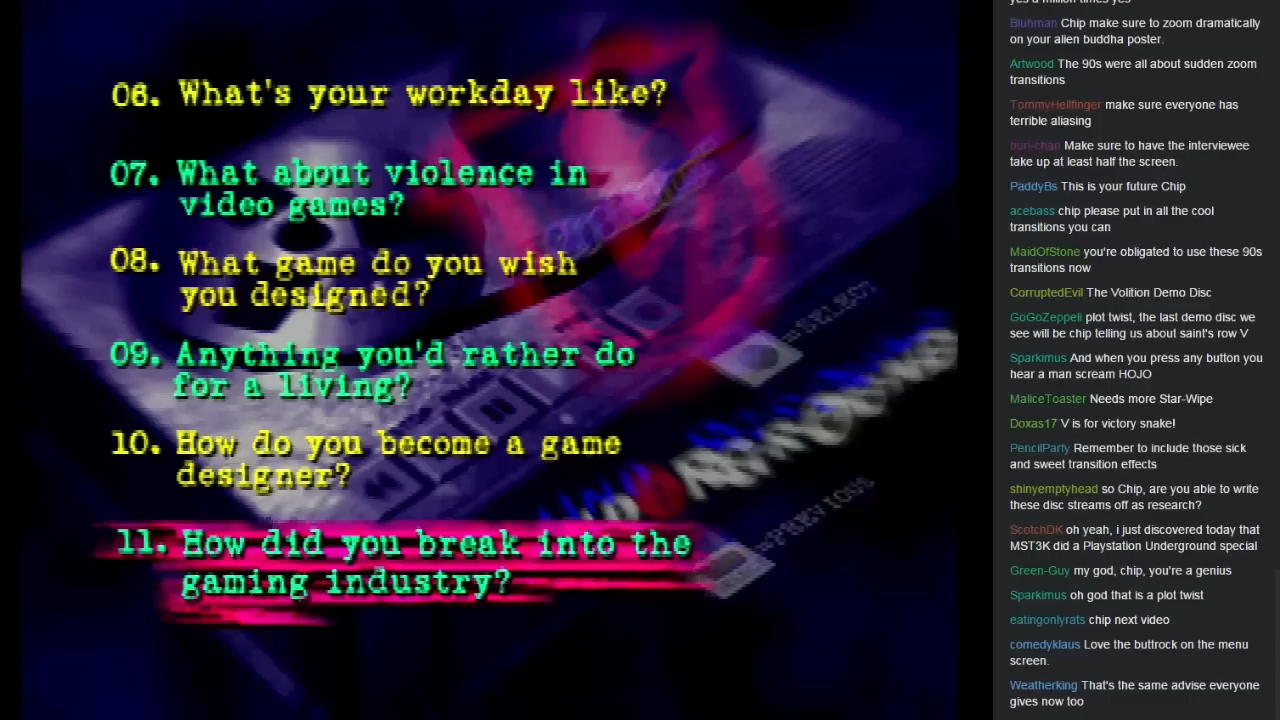 06. What's your workday like?
07. What about violence in
video games?
08. What game do you wish
you designed?
09. Anything you'd rather do
for a living?
10. How do you become a game
designer?
11. How did you break into the
gaming industry?
=SELECT
=PREVIOUS
yes a million times yes
Bluhman Chip make sure to zoom dramatically
on your alien buddha poster.
Artwood The 90s were all about sudden zoom
transitions
TommyHellfinger make sure everyone has
terrible aliasing
buri-chan Make sure to have the interviewee
take up at least half the screen.
PaddyBs This is your future Chip
acebass chip please put in all the cool
transitions you can
MaidOfStone you're obligated to use these 90s
transitions now
CorruptedEvil The Volition Demo Disc
GoGoZeppeli plot twist, the last demo disc we
see will be chip telling us about saint's row V
Sparkimus And when you press any button you
hear a man scream HOJO
MaliceToaster Needs more Star-Wipe
Doxas17 V is for victory snake!
PencilParty Remember to include those sick
and sweet transition effects
shinyemptyhead so Chip, are you able to write
these disc streams off as research?
ScotchDK oh yeah, i just discovered today that
MST3K did a Playstation Underground special
Green-Guy my god, chip, you're a genius
Sparkimus oh god that is a plot twist
eatingonlyrats chip next video
comedyklaus Love the buttrock on the menu
screen.
Weatherking That's the same advise everyone
gives now too